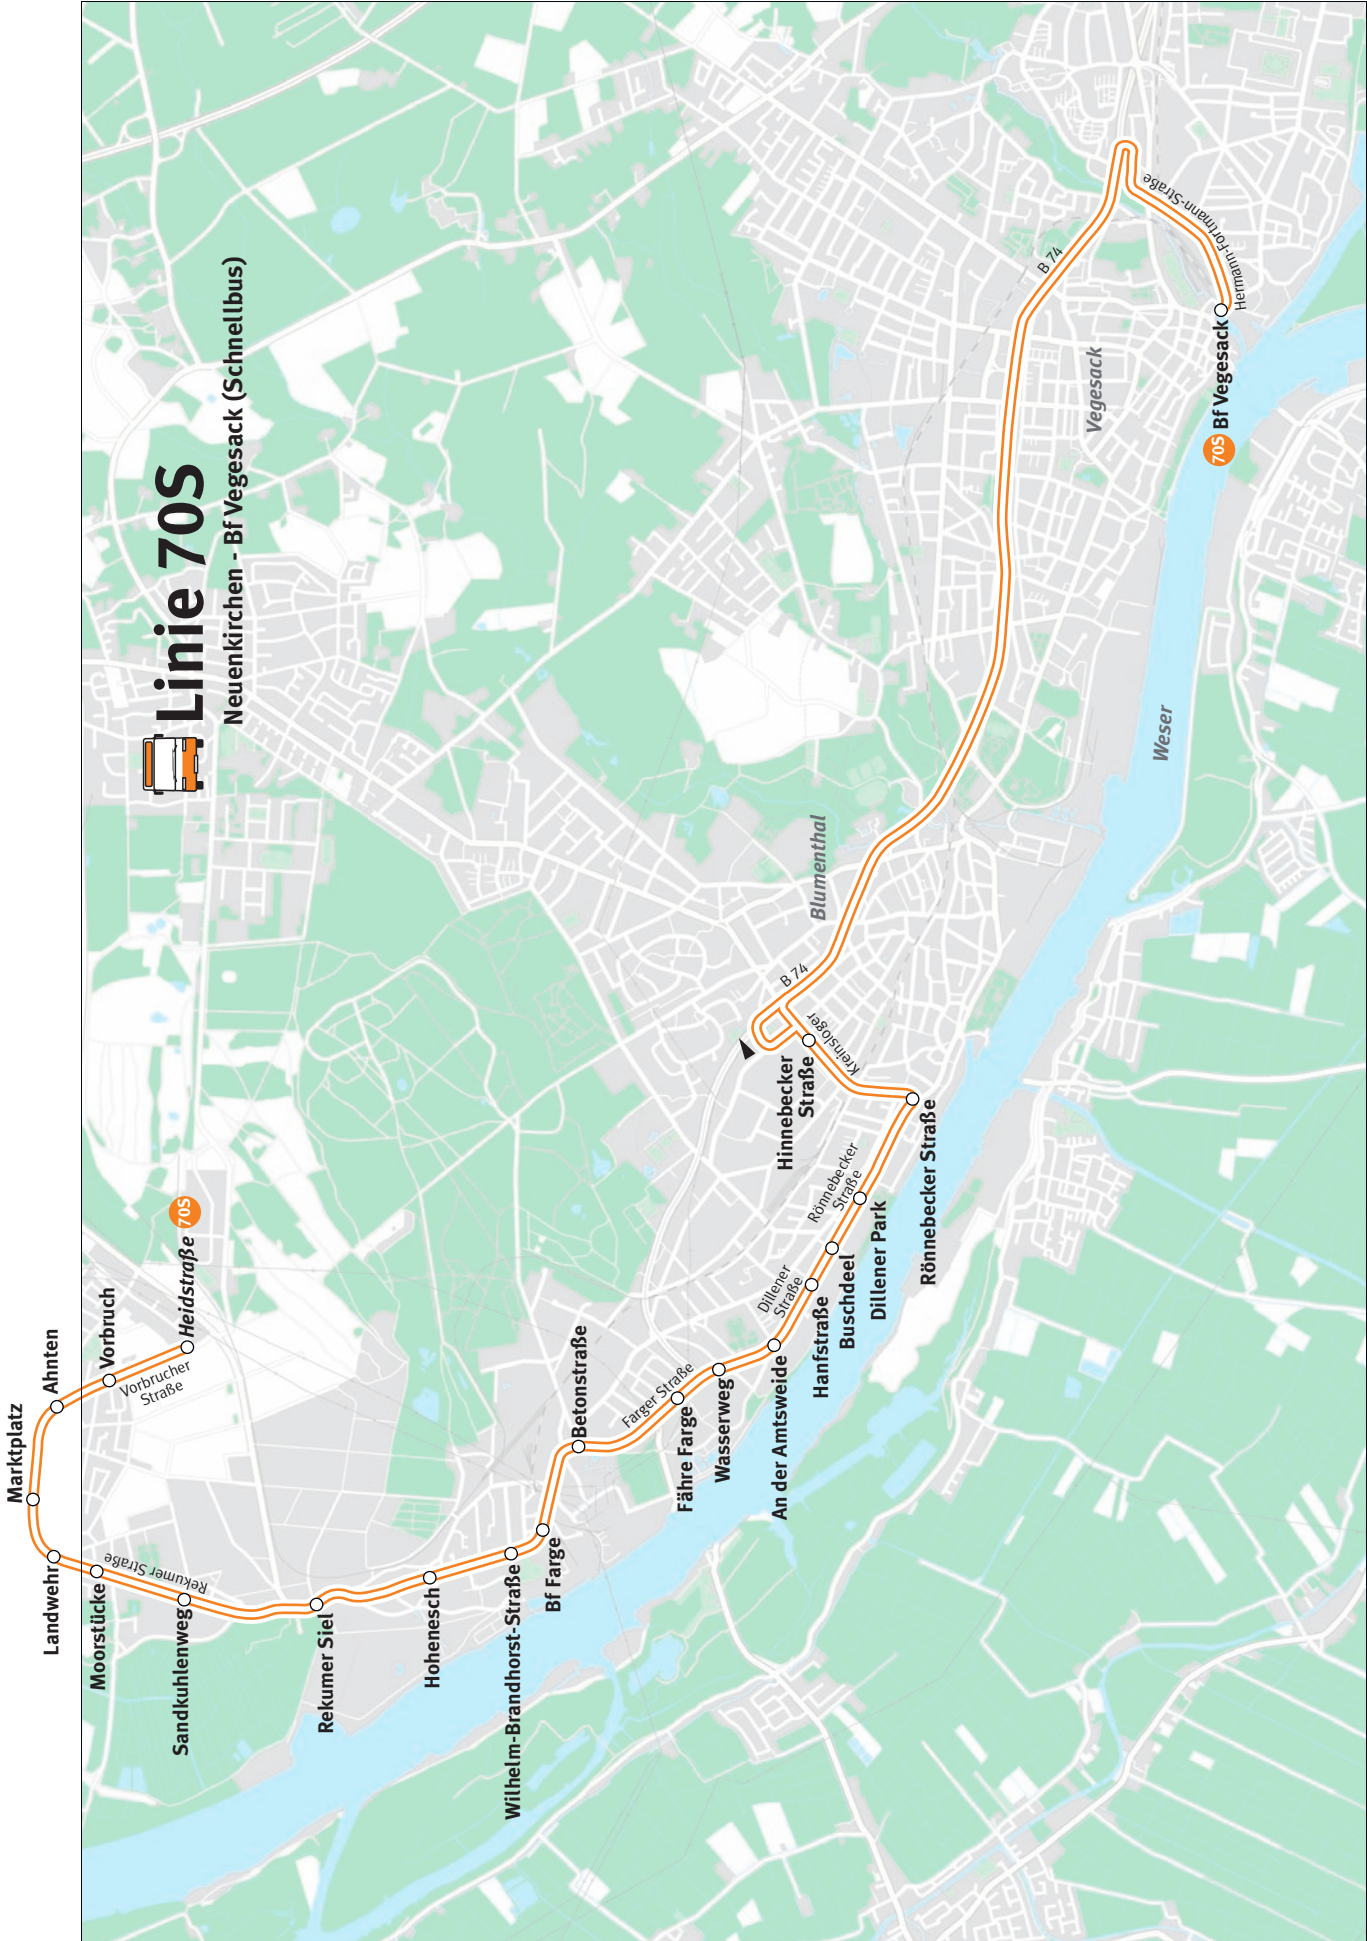 Linie 70S
Neuenkirchen - Bf Vegesack (Schnellbus)
70S
Heidstraße
Vorbrucher
Straße
Vorbruch
Ahnten
Marktplatz
Landwehr
Moorstücke
Rekumer Straße
Sandkuhlenweg
Rekumer Siel
Hohenesch
Wilhelm-Brandhorst-Straße
Bf Farge
Betonstraße
Farger Straße
Fähre Farge
Wasserweg
An der Amtsweide
Dillener
Straße
Hanfstraße
Buschdeel
Dillener Park
Rönnebecker
Straße
Rönnebecker Straße
Kreinsloger
Hinnebecker
Straße
B 74
Blumenthal
Weser
Vegesack
B 74
Hermann-Fortmann-Straße
70S
Bf Vegesack